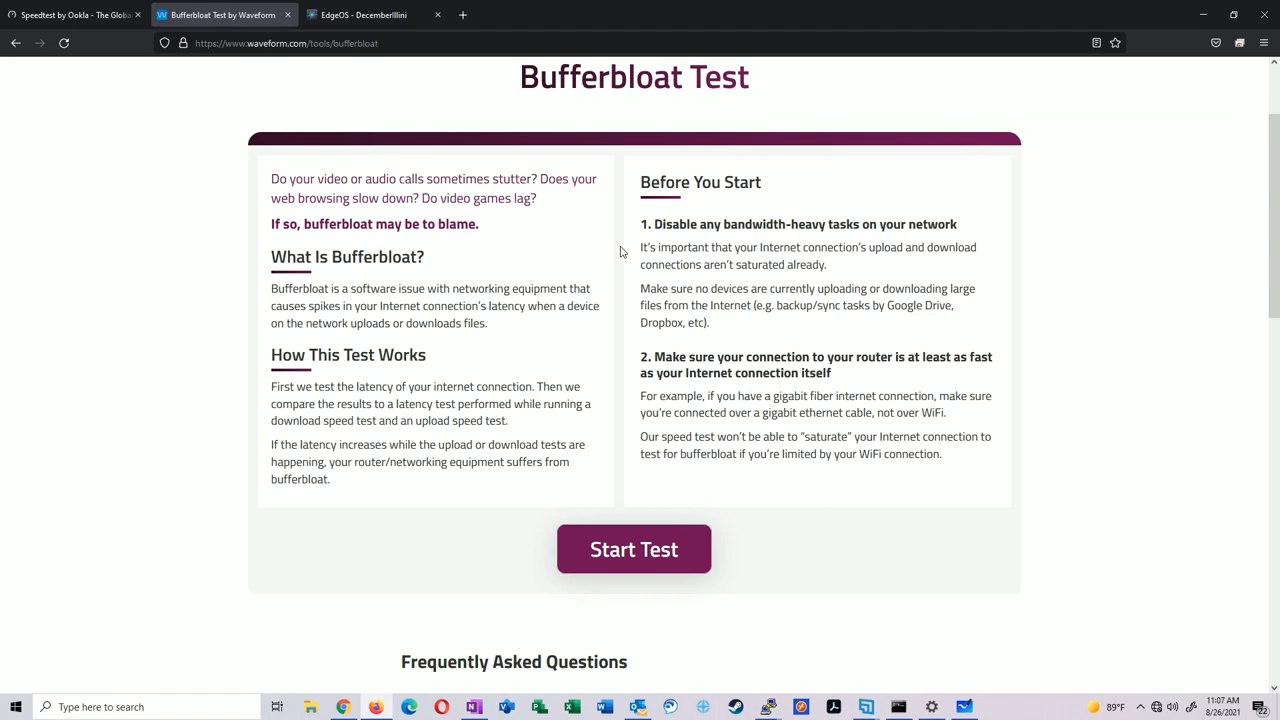 Speedtest by Ookla - The Globa
Bufferbloat Test by Waveform
EdgeOS - DecemberIllini
https://www.waveform.com/tools/bufferbloat
Bufferbloat Test
Do your video or audio calls sometimes stutter? Does your
web browsing slow down? Do video games lag?
If so, bufferbloat may be to blame.
What Is Bufferbloat?
Bufferbloat is a software issue with networking equipment that
causes spikes in your Internet connection's latency when a device
on the network uploads or downloads files.
How This Test Works
First we test the latency of your internet connection. Then we
compare the results to a latency test performed while running a
download speed test and an upload speed test.
If the latency increases while the upload or download tests are
happening, your router/networking equipment suffers from
bufferbloat.
Before You Start
1. Disable any bandwidth-heavy tasks on your network
It's important that your Internet connection's upload and download
connections aren't saturated already.
Make sure no devices are currently uploading or downloading large
files from the Internet (e.g. backup/sync tasks by Google Drive,
Dropbox, etc).
2. Make sure your connection to your router is at least as fast
as your Internet connection itself
For example, if you have a gigabit fiber internet connection, make sure
you're connected over a gigabit ethernet cable, not over WiFi.
Our speed test won't be able to “saturate” your Internet connection to
test for bufferbloat if you're limited by your WiFi connection.
Start Test
Frequently Asked Questions
Type here to search
89°F
11:07 AM
8/26/2021
22